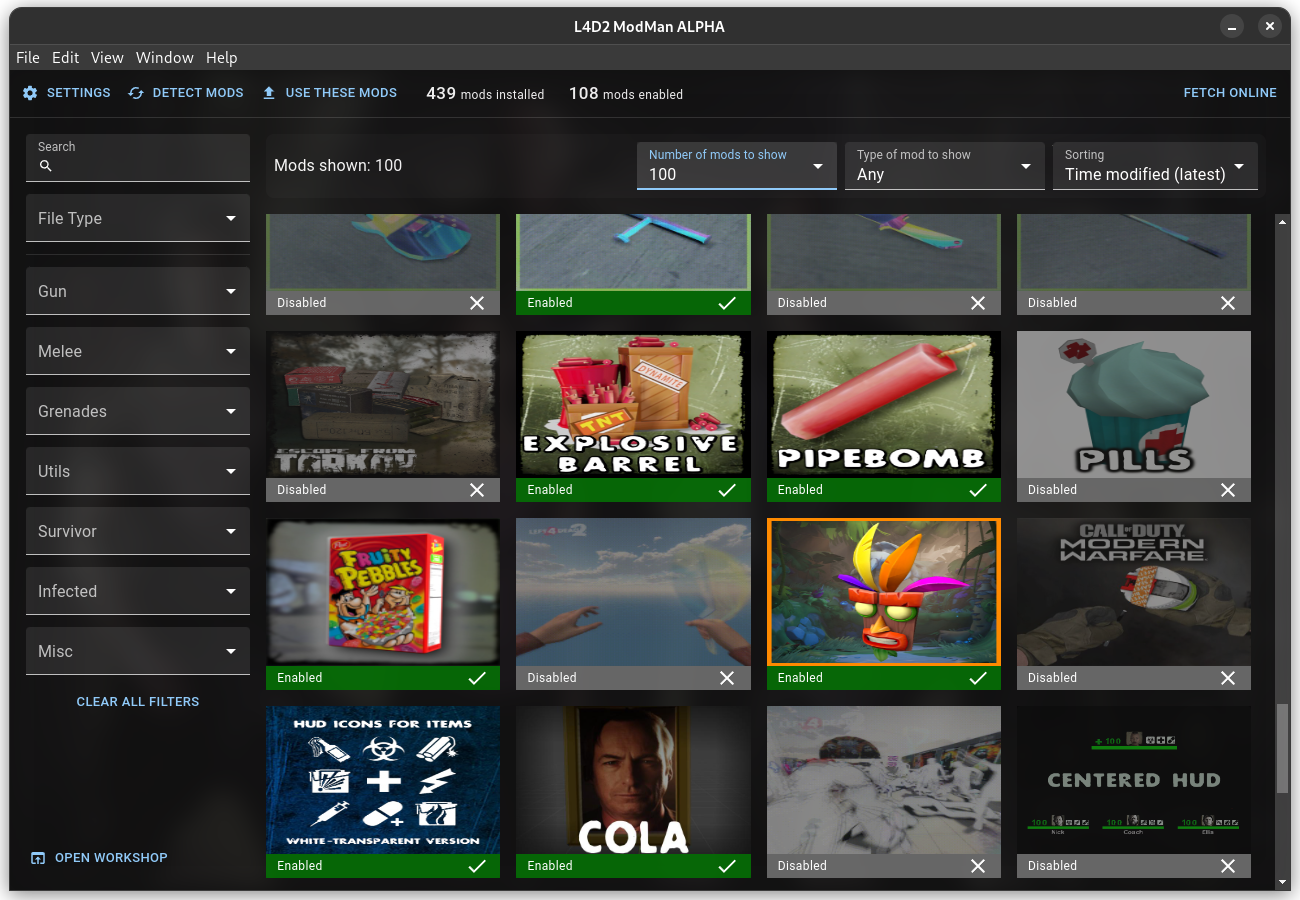 L4D2 ModMan ALPHA
File Edit View Window Help
SETTINGS DETECT MODS USE THESE MODS 439 mods installed 108 mods enabled FETCH ONLINE
Search
Mods shown: 100
Number of mods to show
100
Type of mod to show
Any
Sorting
Time modified (latest)
File Type
Gun
Melee
Grenades
Utils
Survivor
Infected
Misc
CLEAR ALL FILTERS
OPEN WORKSHOP
Disabled
Enabled
Disabled
Disabled
ESCAPE FROM
TARKOV
Disabled
DYNAMITE
TNT
EXPLOSIVE
BARREL
Enabled
PIPEBOMB
Enabled
PILLS
Disabled
FRUITY
PEBBLES
Enabled
LEFT 4 DEAD 2
Disabled
Enabled
CALL OF DUTY
MODERN
WARFARE
Disabled
HUD ICONS FOR ITEMS
WHITE-TRANSPARENT VERSION
Enabled
COLA
Enabled
Disabled
+ 100
CENTERED HUD
100 100 100
Nick Coach Ellis
Disabled